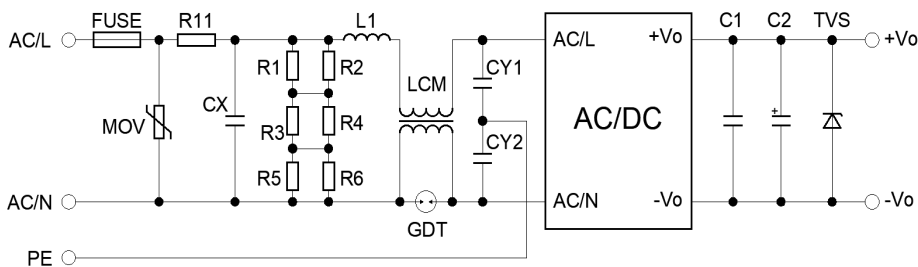 FUSE R11 L1 C1 C2 TVS
AC/L AC/L +Vo +Vo
R1 R2 CY1
LCM
CX
MOV R3 R4 AC/DC +
CY2
R5 R6
AC/N AC/N -Vo -Vo
GDT
PE